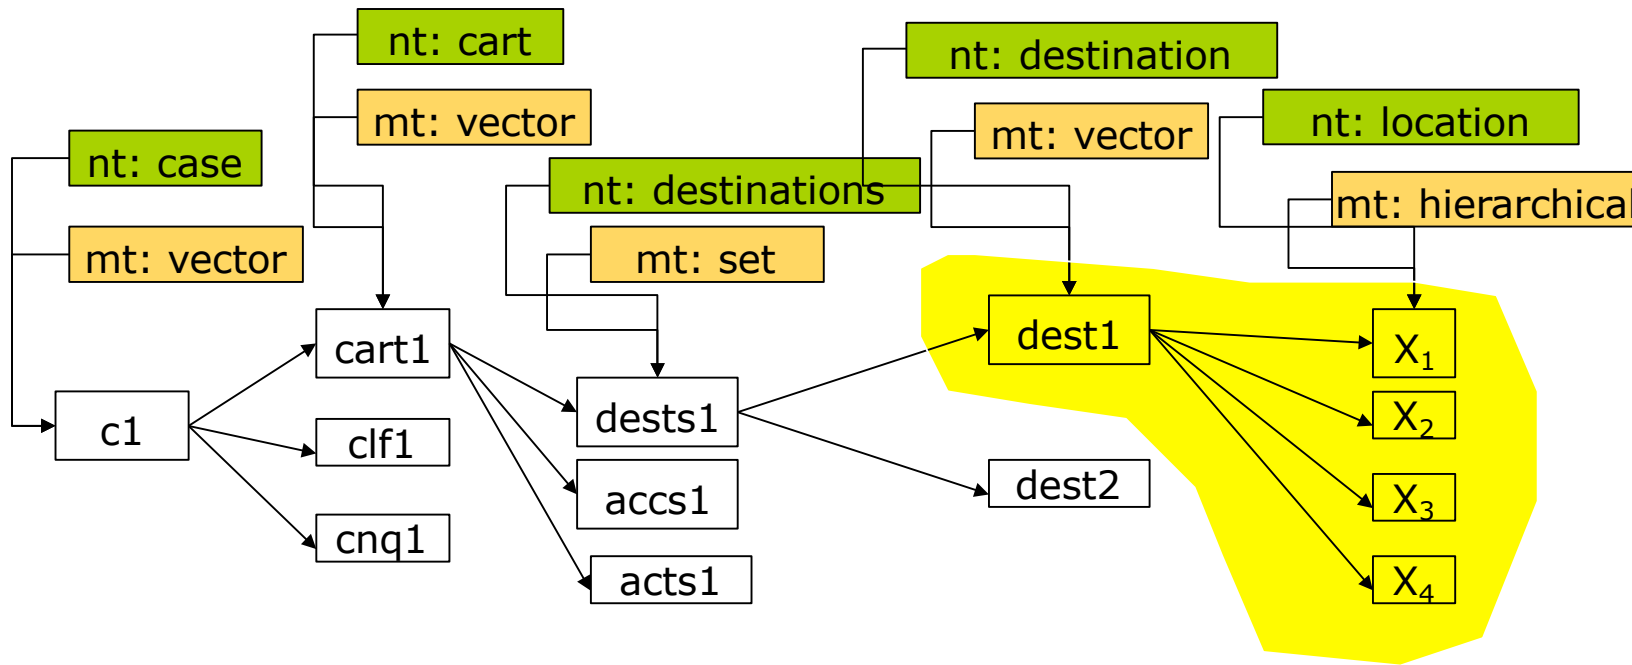 nt: cart
nt: destination
mt: vector
mt: vector
nt: location
nt: case
nt: destinations
mt: hierarchical
mt: vector
mt: set
cart1
dest1
X₁
c1
clf1
dests1
X₂
accs1
dest2
X₃
cnq1
acts1
X₄